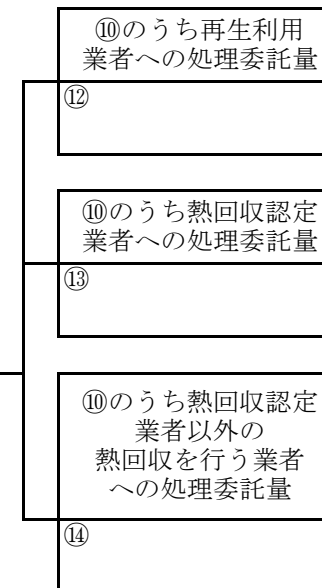 ⑩のうち再生利用
業者への処理委託量
⑫
⑩のうち熱回収認定
業者への処理委託量
⑬
⑩のうち熱回収認定
業者以外の
熱回収を行う業者
への処理委託量
⑭